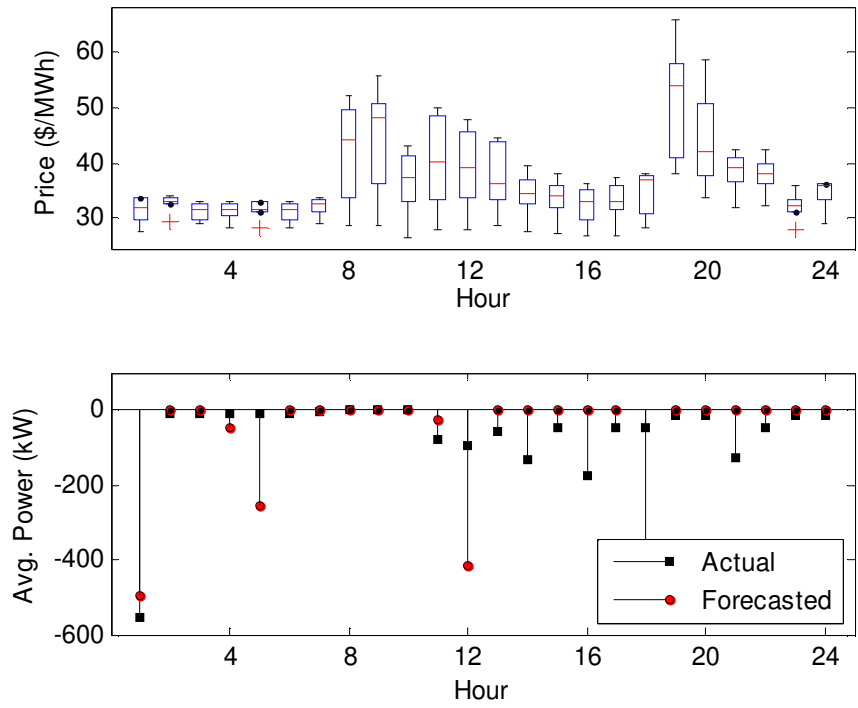 60
50
40
30
Price ($/MWh)
4 8 12 16 20 24
Hour
0
-200
-400
-600
Avg. Power (kW)
Actual
Forecasted
4 8 12 16 20 24
Hour